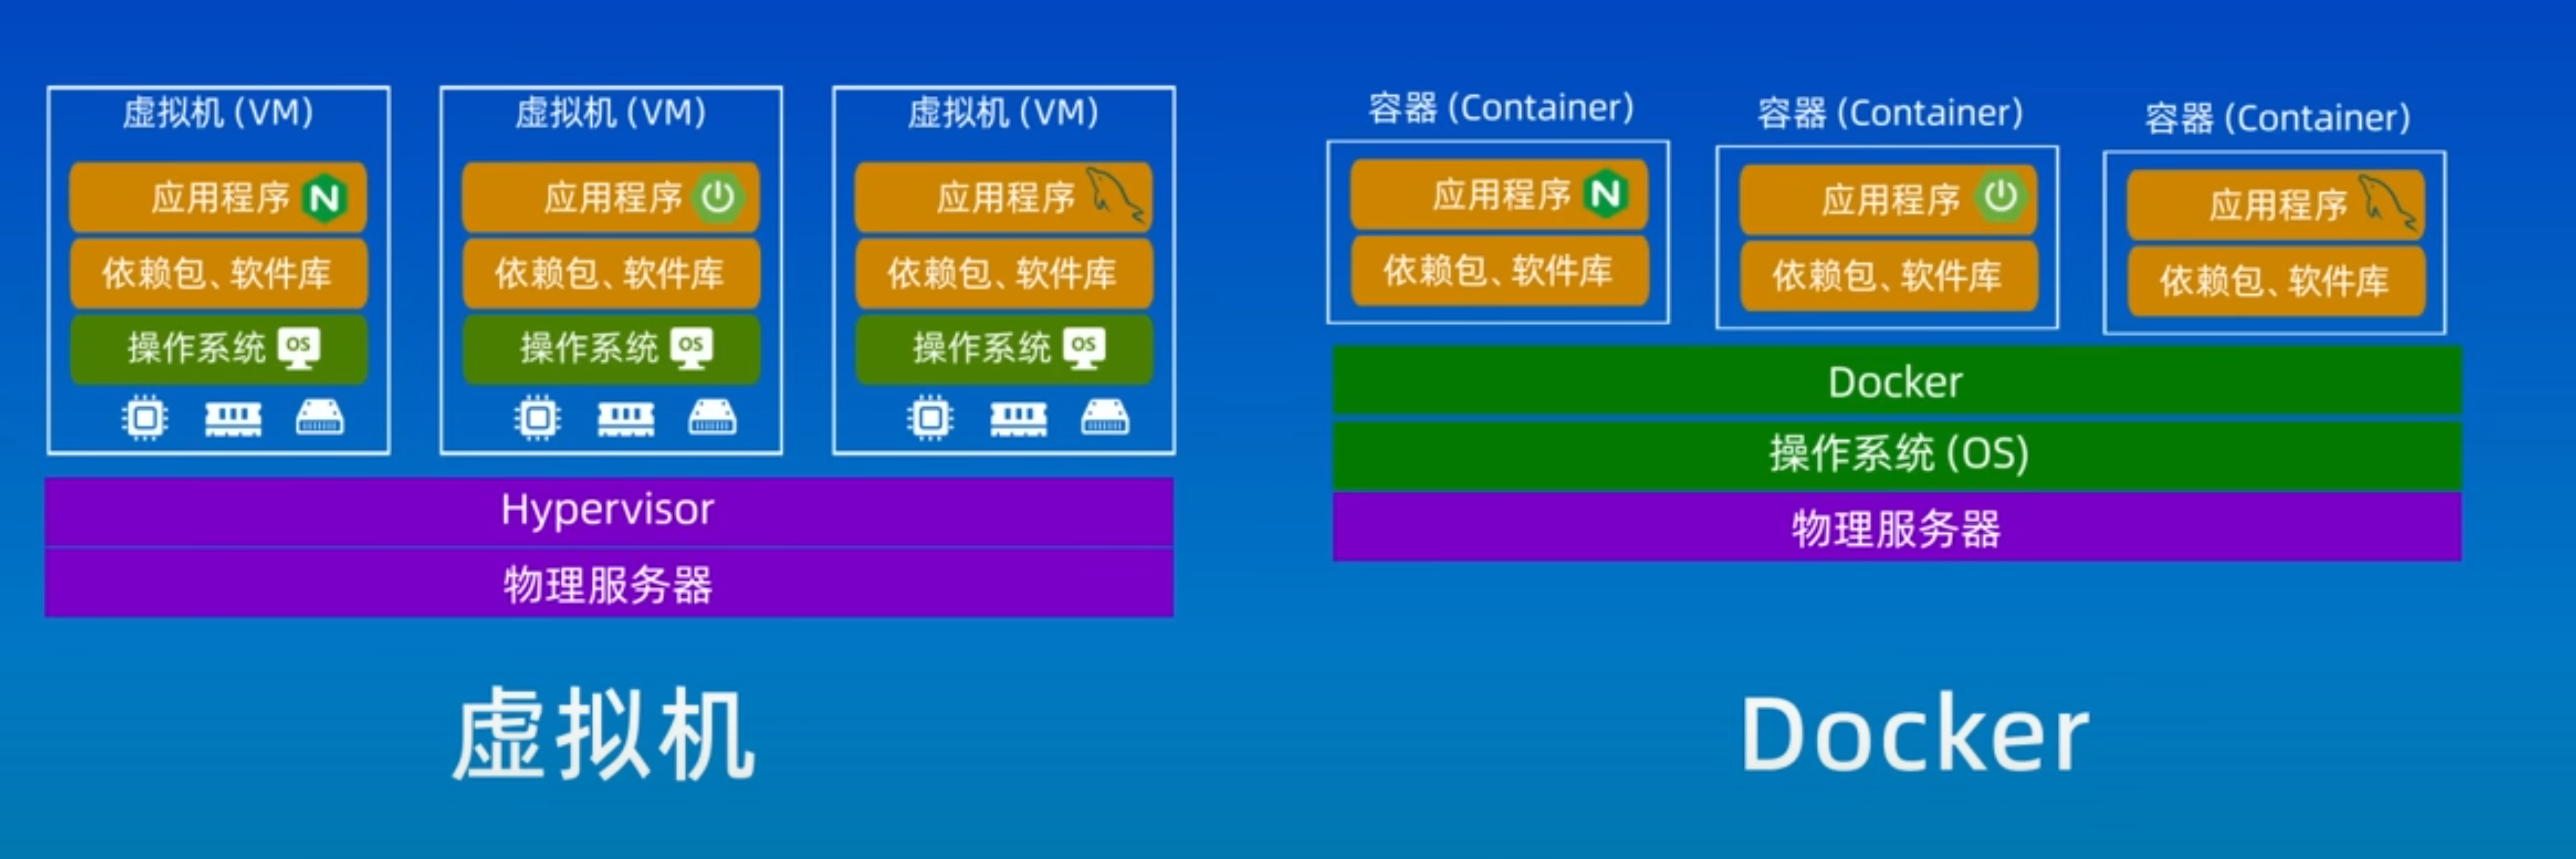 虚拟机 (VM)
应用程序 N
依赖包、软件库
操作系统 OS
虚拟机 (VM)
应用程序
依赖包、软件库
操作系统 OS
虚拟机 (VM)
应用程序
依赖包、软件库
操作系统 OS
Hypervisor
物理服务器
虚拟机
容器 (Container)
应用程序 N
依赖包、软件库
容器 (Container)
应用程序
依赖包、软件库
容器 (Container)
应用程序
依赖包、软件库
Docker
操作系统 (OS)
物理服务器
Docker